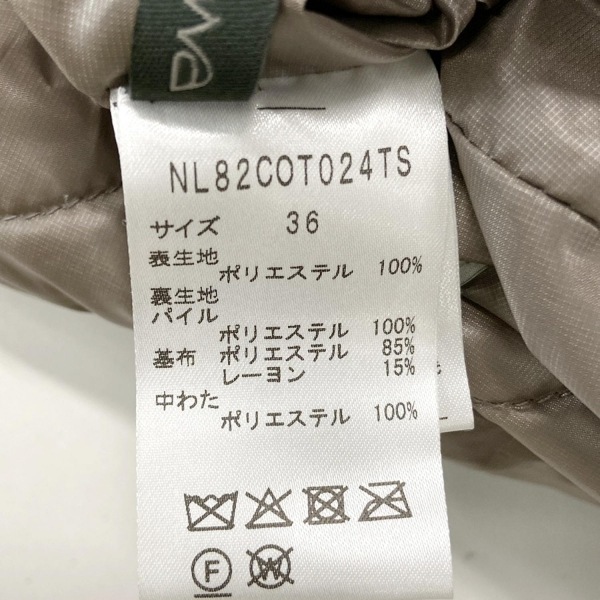 NL82COT024TS
サイズ 36
表生地
ポリエステル 100%
裏生地
パイル
ポリエステル 100%
基布 ポリエステル 85%
レーヨン 15%
中わた
ポリエステル 100%
F W